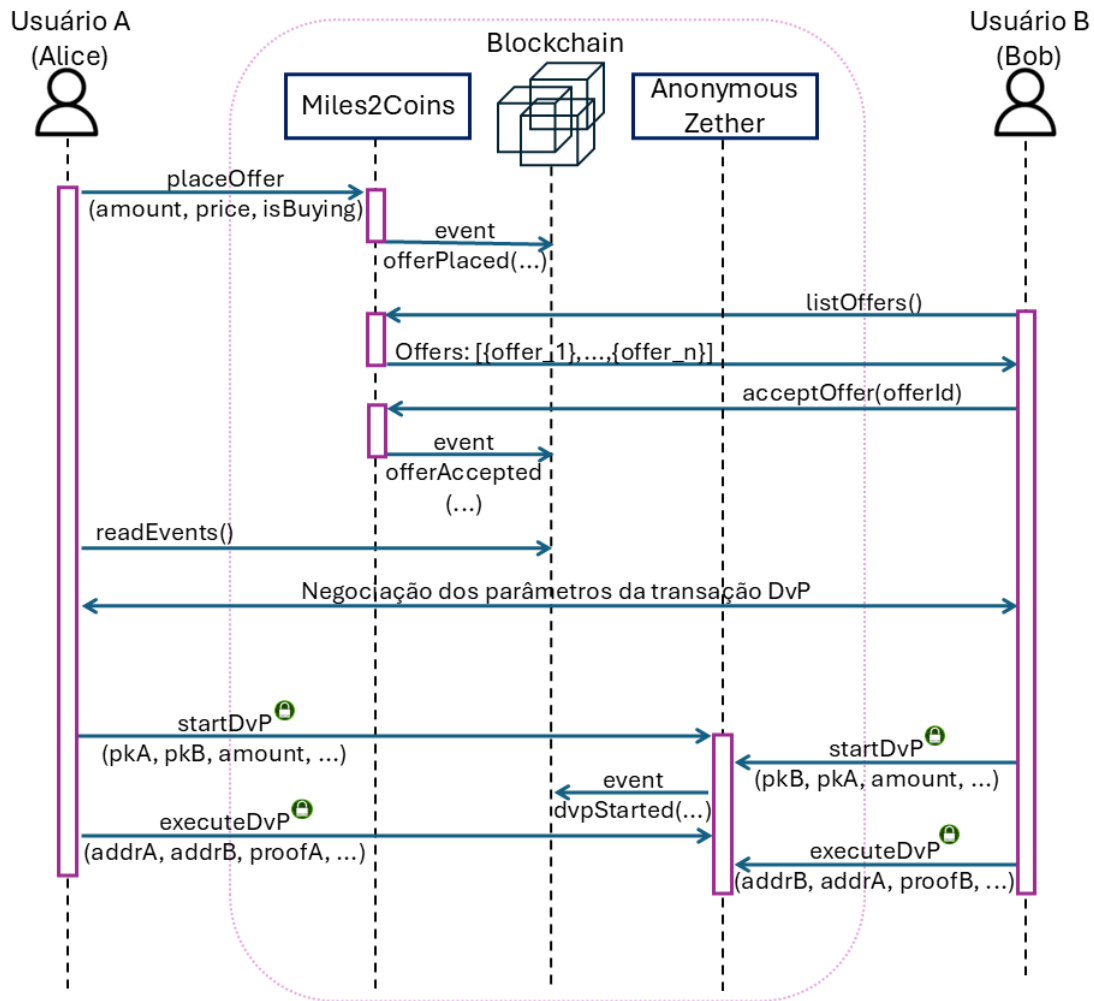 Usuário A
(Alice)
Blockchain
Usuário B
(Bob)
Miles2Coins
Anonymous
Zether
placeOffer
(amount, price, isBuying)
event
offerPlaced(...)
listOffers()
Offers: [{offer_1},...,{offer_n}]
acceptOffer(offerId)
event
offerAccepted
(...)
readEvents()
Negociação dos parâmetros da transação DvP
startDvP
(pkA, pkB, amount, ...)
startDvP
(pkB, pkA, amount, ...)
event
dvpStarted(...)
executeDvP
(addrA, addrB, proofA, ...)
executeDvP
(addrB, addrA, proofB, ...)